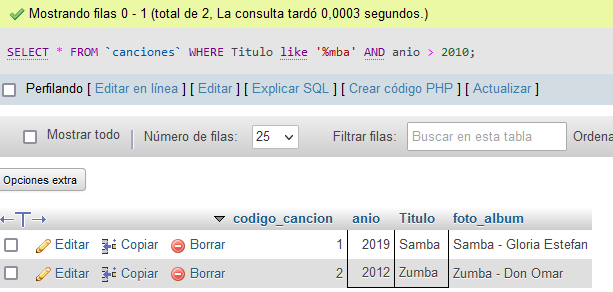 Mostrando filas 0 - 1 (total de 2, La consulta tardó 0,0003 segundos.)
SELECT * FROM `canciones` WHERE Titulo like '%mba' AND anio > 2010;
Perfilando [ Editar en línea ] [ Editar ] [ Explicar SQL ] [ Crear código PHP ] [ Actualizar ]
Mostrar todo Número de filas: 25 Filtrar filas: Buscar en esta tabla Ordena
Opciones extra
←T→ codigo_cancion anio Titulo foto_album
Editar Copiar Borrar 1 2019 Samba Samba - Gloria Estefan
Editar Copiar Borrar 2 2012 Zumba Zumba - Don Omar